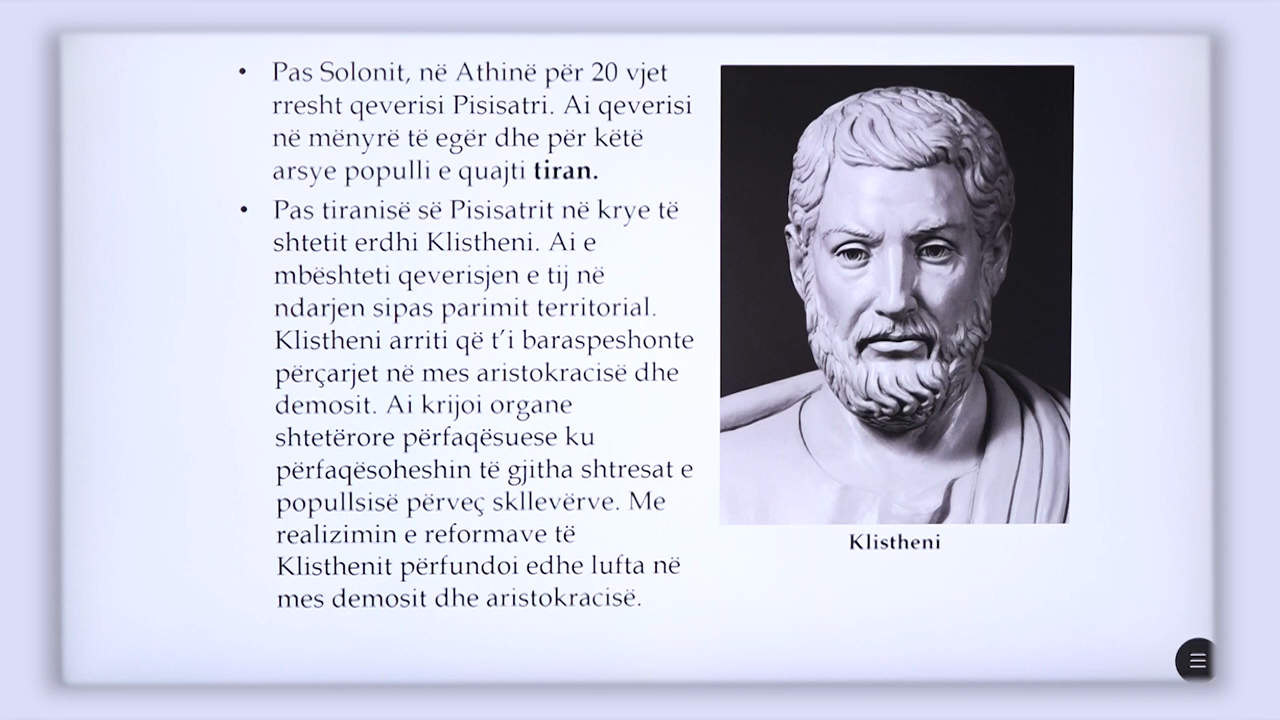 • Pas Solonit, në Athinë për 20 vjet
rresht qeverisi Pisisatri. Ai qeverisi
në mënyrë të egër dhe për këtë
arsye populli e quajti tiran.
• Pas tiranisë së Pisisatrit në krye të
shtetit erdhi Klistheni. Ai e
mbështeti qeverisjen e tij në
ndarjen sipas parimit territorial.
Klistheni arriti që t’i baraspeshonte
përçarjet në mes aristokracisë dhe
demosit. Ai krijoi organe
shtetërore përfaqësuese ku
përfaqësoheshin të gjitha shtresat e
popullsisë përveç skllevërve. Me
realizimin e reformave të
Klisthenit përfundoi edhe lufta në
mes demosit dhe aristokracisë.
Klistheni